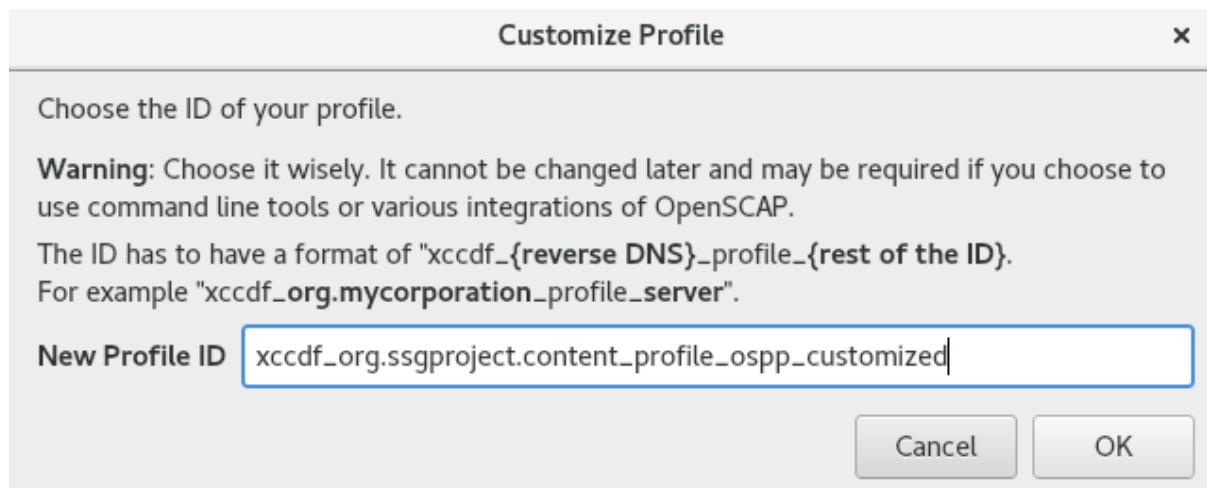 Customize Profile ×
Choose the ID of your profile.
Warning: Choose it wisely. It cannot be changed later and may be required if you choose to
use command line tools or various integrations of OpenSCAP.
The ID has to have a format of "xccdf_{reverse DNS}_profile_{rest of the ID}.
For example "xccdf_org.mycorporation_profile_server".
New Profile ID xccdf_org.ssgproject.content_profile_ospp_customized
Cancel OK